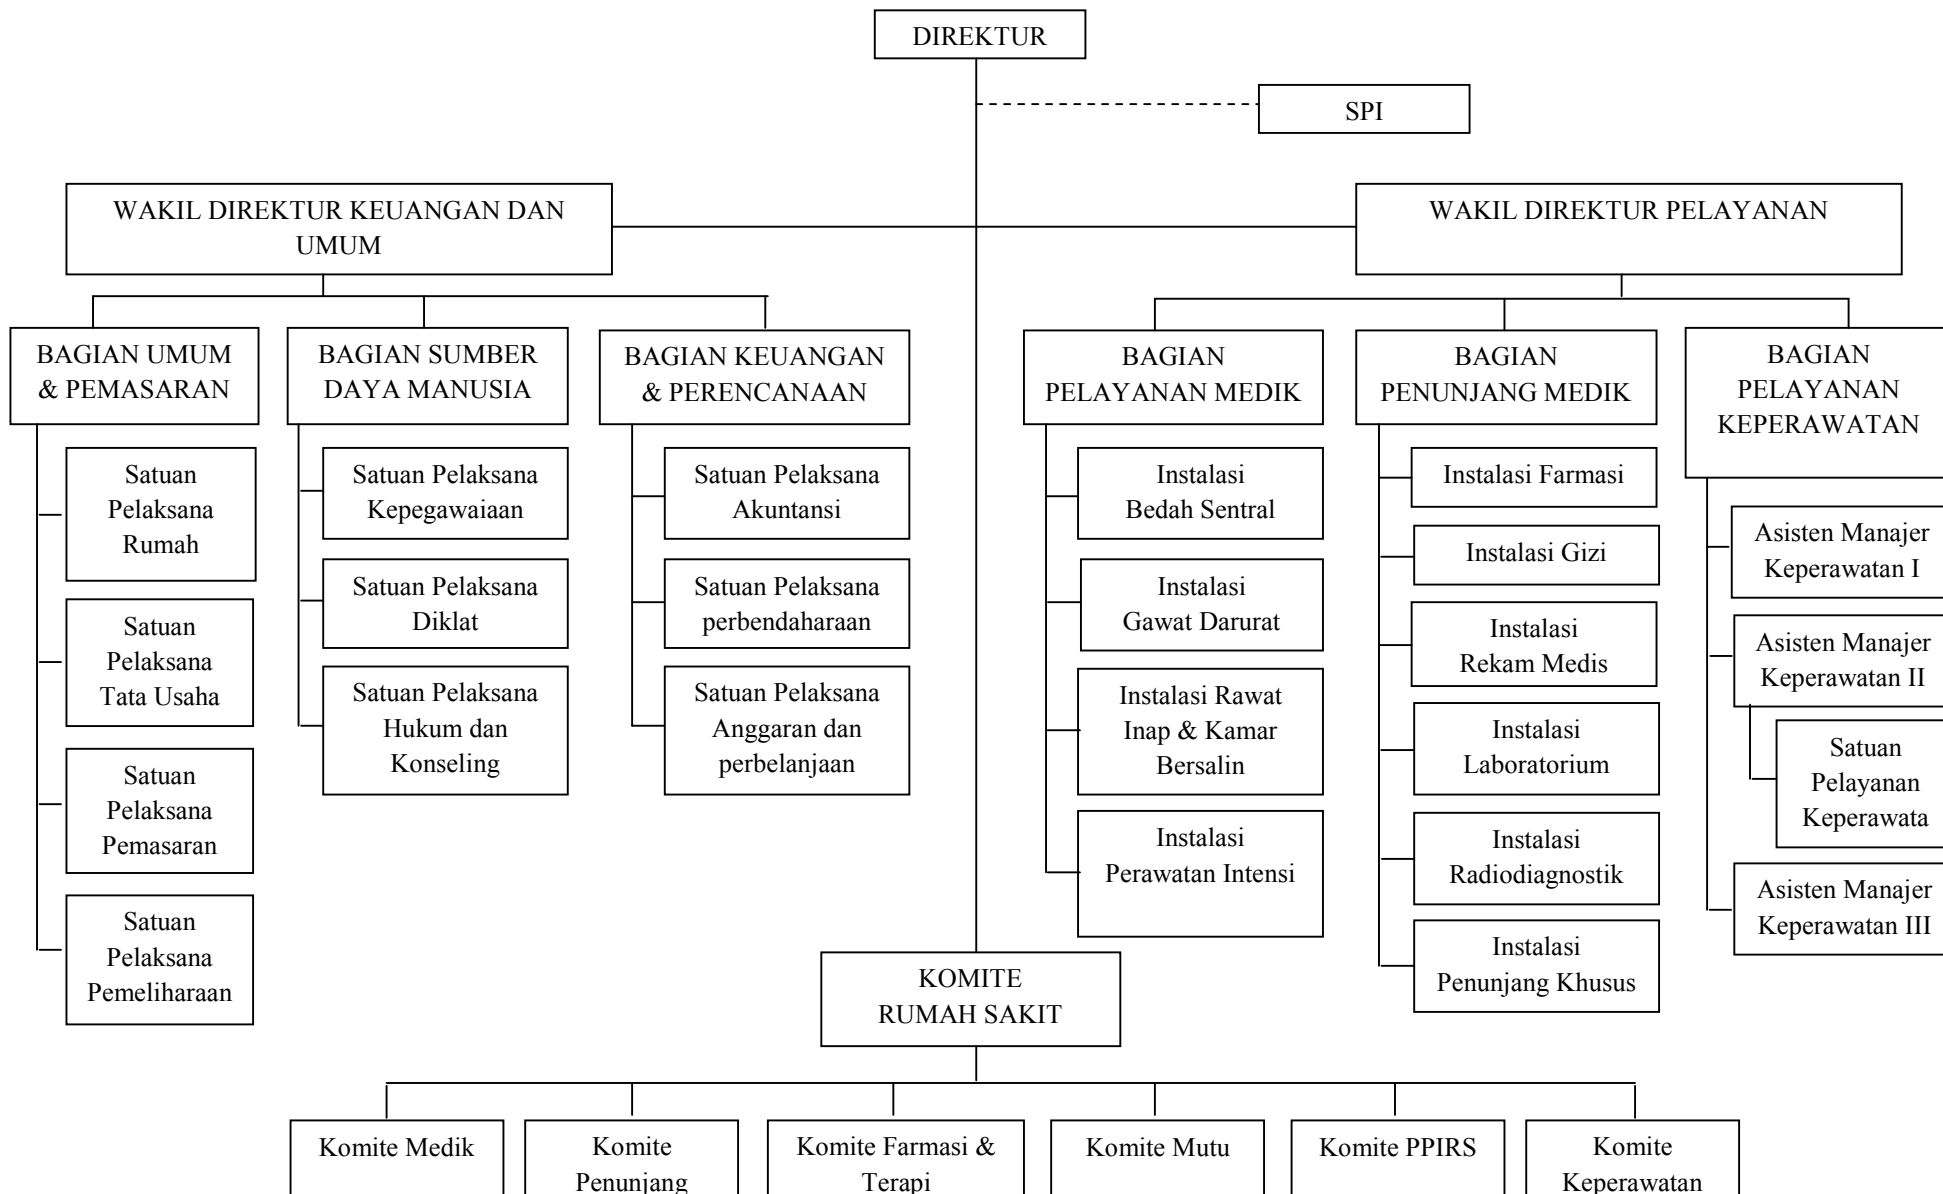 DIREKTUR
SPI
WAKIL DIREKTUR KEUANGAN DAN
UMUM
WAKIL DIREKTUR PELAYANAN
BAGIAN UMUM
& PEMASARAN
BAGIAN SUMBER
DAYA MANUSIA
BAGIAN KEUANGAN
& PERENCANAAN
BAGIAN
PELAYANAN MEDIK
BAGIAN
PENUNJANG MEDIK
BAGIAN
PELAYANAN
KEPERAWATAN
Satuan
Pelaksana
Rumah
Satuan
Pelaksana
Tata Usaha
Satuan
Pelaksana
Pemasaran
Satuan
Pelaksana
Pemeliharaan
Satuan Pelaksana
Kepegawaiaan
Satuan Pelaksana
Diklat
Satuan Pelaksana
Hukum dan
Konseling
Satuan Pelaksana
Akuntansi
Satuan Pelaksana
perbendaharaan
Satuan Pelaksana
Anggaran dan
perbelanjaan
Instalasi
Bedah Sentral
Instalasi
Gawat Darurat
Instalasi Rawat
Inap & Kamar
Bersalin
Instalasi
Perawatan Intensi
Instalasi Farmasi
Instalasi Gizi
Instalasi
Rekam Medis
Instalasi
Laboratorium
Instalasi
Radiodiagnostik
Instalasi
Penunjang Khusus
Asisten Manajer
Keperawatan I
Asisten Manajer
Keperawatan II
Satuan
Pelayanan
Keperawata
Asisten Manajer
Keperawatan III
KOMITE
RUMAH SAKIT
Komite Medik
Komite
Penunjang
Komite Farmasi &
Terapi
Komite Mutu
Komite PPIRS
Komite
Keperawatan